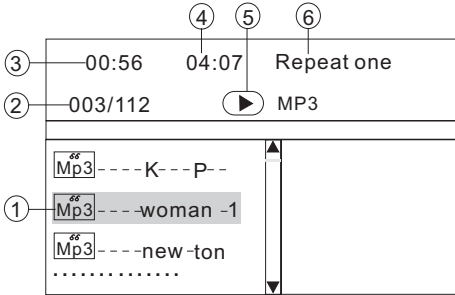 ④ ⑤ ⑥
③ 00:56 04:07 Repeat one
② 003/112 MP3
Mp3 ----K---P--
① Mp3 ----woman -1
Mp3 ----new-ton
..............